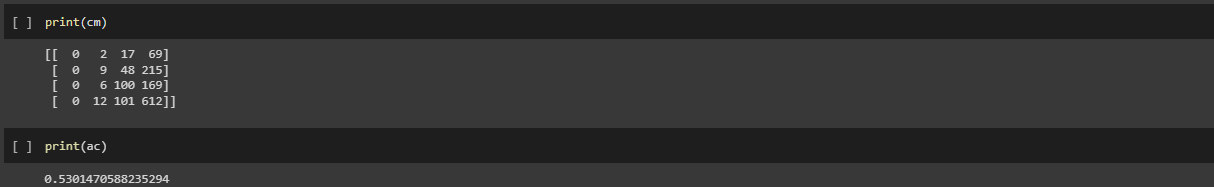 [ ] print(cm)
[[  0   2  17  69]
 [  0   9  48 215]
 [  0   6 100 169]
 [  0  12 101 612]]
[ ] print(ac)
0.5301470588235294